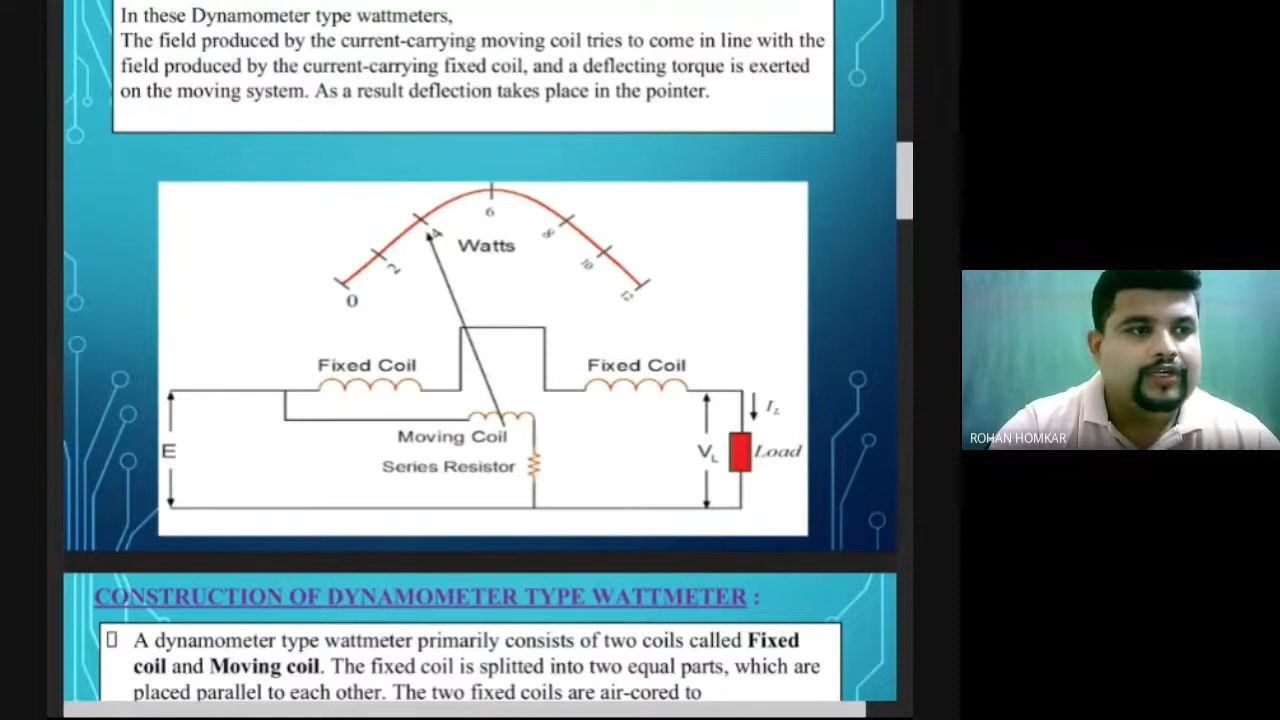 In these Dynamometer type wattmeters,
The field produced by the current-carrying moving coil tries to come in line with the
field produced by the current-carrying fixed coil, and a deflecting torque is exerted
on the moving system. As a result deflection takes place in the pointer.
0
2
4
6
8
10
12
Watts
Fixed Coil
Fixed Coil
I_L
Moving Coil
E
V_L
Load
Series Resistor
ROHAN HOMKAR
CONSTRUCTION OF DYNAMOMETER TYPE WATTMETER :
A dynamometer type wattmeter primarily consists of two coils called Fixed
coil and Moving coil. The fixed coil is splitted into two equal parts, which are
placed parallel to each other. The two fixed coils are air-cored to